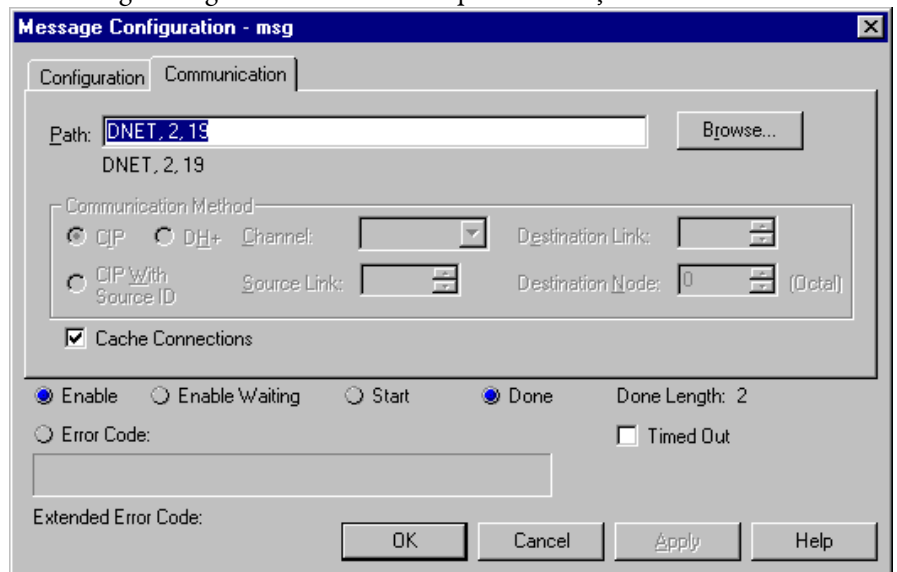 Message Configuration - msg
Configuration Communication
Path: DNET, 2, 19 Browse...
DNET, 2, 19
Communication Method
CIP DH+ Channel: Destination Link:
CIP With Source ID Source Link: Destination Node: 0 (Octal)
Cache Connections
Enable Enable Waiting Start Done Done Length: 2
Error Code: Timed Out
Extended Error Code:
OK Cancel Apply Help